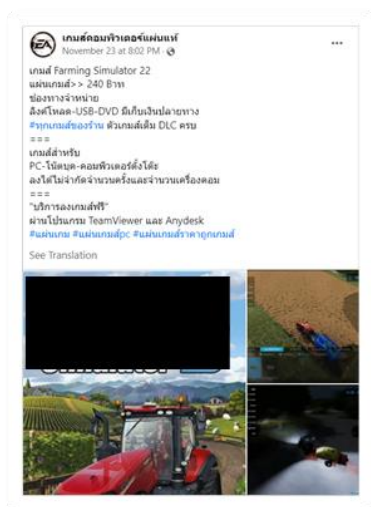 เกมส์คอมพิวเตอร์แผ่นแท้
November 23 at 8:02 PM
เกมส์ Farming Simulator 22
แผ่นเกมส์>> 240 Bาท
ช่องทางจำหน่าย
ลิงค์โหลด-USB-DVD มีเก็บเงินปลายทาง
#ทุกเกมส์ของร้าน ตัวเกมส์เต็ม DLC ครบ
===
เกมส์สำหรับ
PC-โน้ตบุค-คอมพิวเตอร์ตั้งโต๊ะ
ลงได้ไม่จำกัดจำนวนครั้งและจำนวนเครื่องคอม
===
"บริการลงเกมส์ฟรี"
ผ่านโปรแกรม TeamViewer และ Anydesk
#แผ่นเกม #แผ่นเกมส์pc #แผ่นเกมส์ราคาถูกเกมส์
See Translation